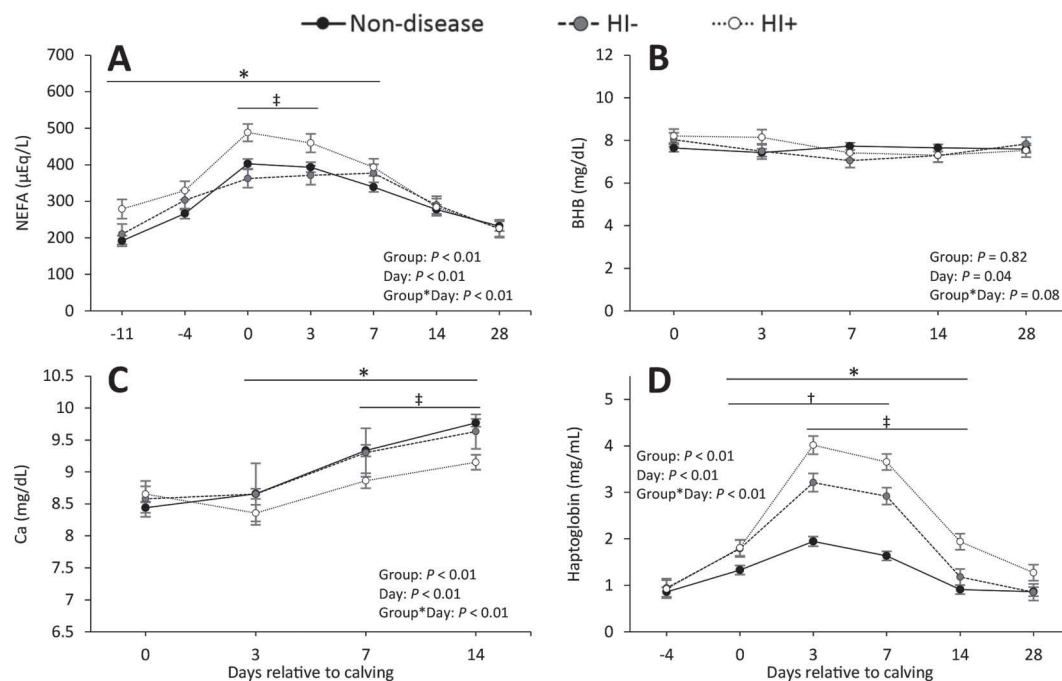 Non-disease HI- HI+
A
NEFA (µEq/L)
700
600
500
400
300
200
100
0
*
‡
Group: P < 0.01
Day: P < 0.01
Group*Day: P < 0.01
-11 -4 0 3 7 14 28
B
BHB (mg/dL)
12
10
8
6
4
2
0
Group: P = 0.82
Day: P = 0.04
Group*Day: P = 0.08
0 3 7 14 28
C
Ca (mg/dL)
10.5
10
9.5
9
8.5
8
7.5
7
6.5
*
‡
Group: P < 0.01
Day: P < 0.01
Group*Day: P < 0.01
0 3 7 14
Days relative to calving
D
Haptoglobin (mg/mL)
5
4
3
2
1
0
*
†
‡
Group: P < 0.01
Day: P < 0.01
Group*Day: P < 0.01
-4 0 3 7 14 28
Days relative to calving